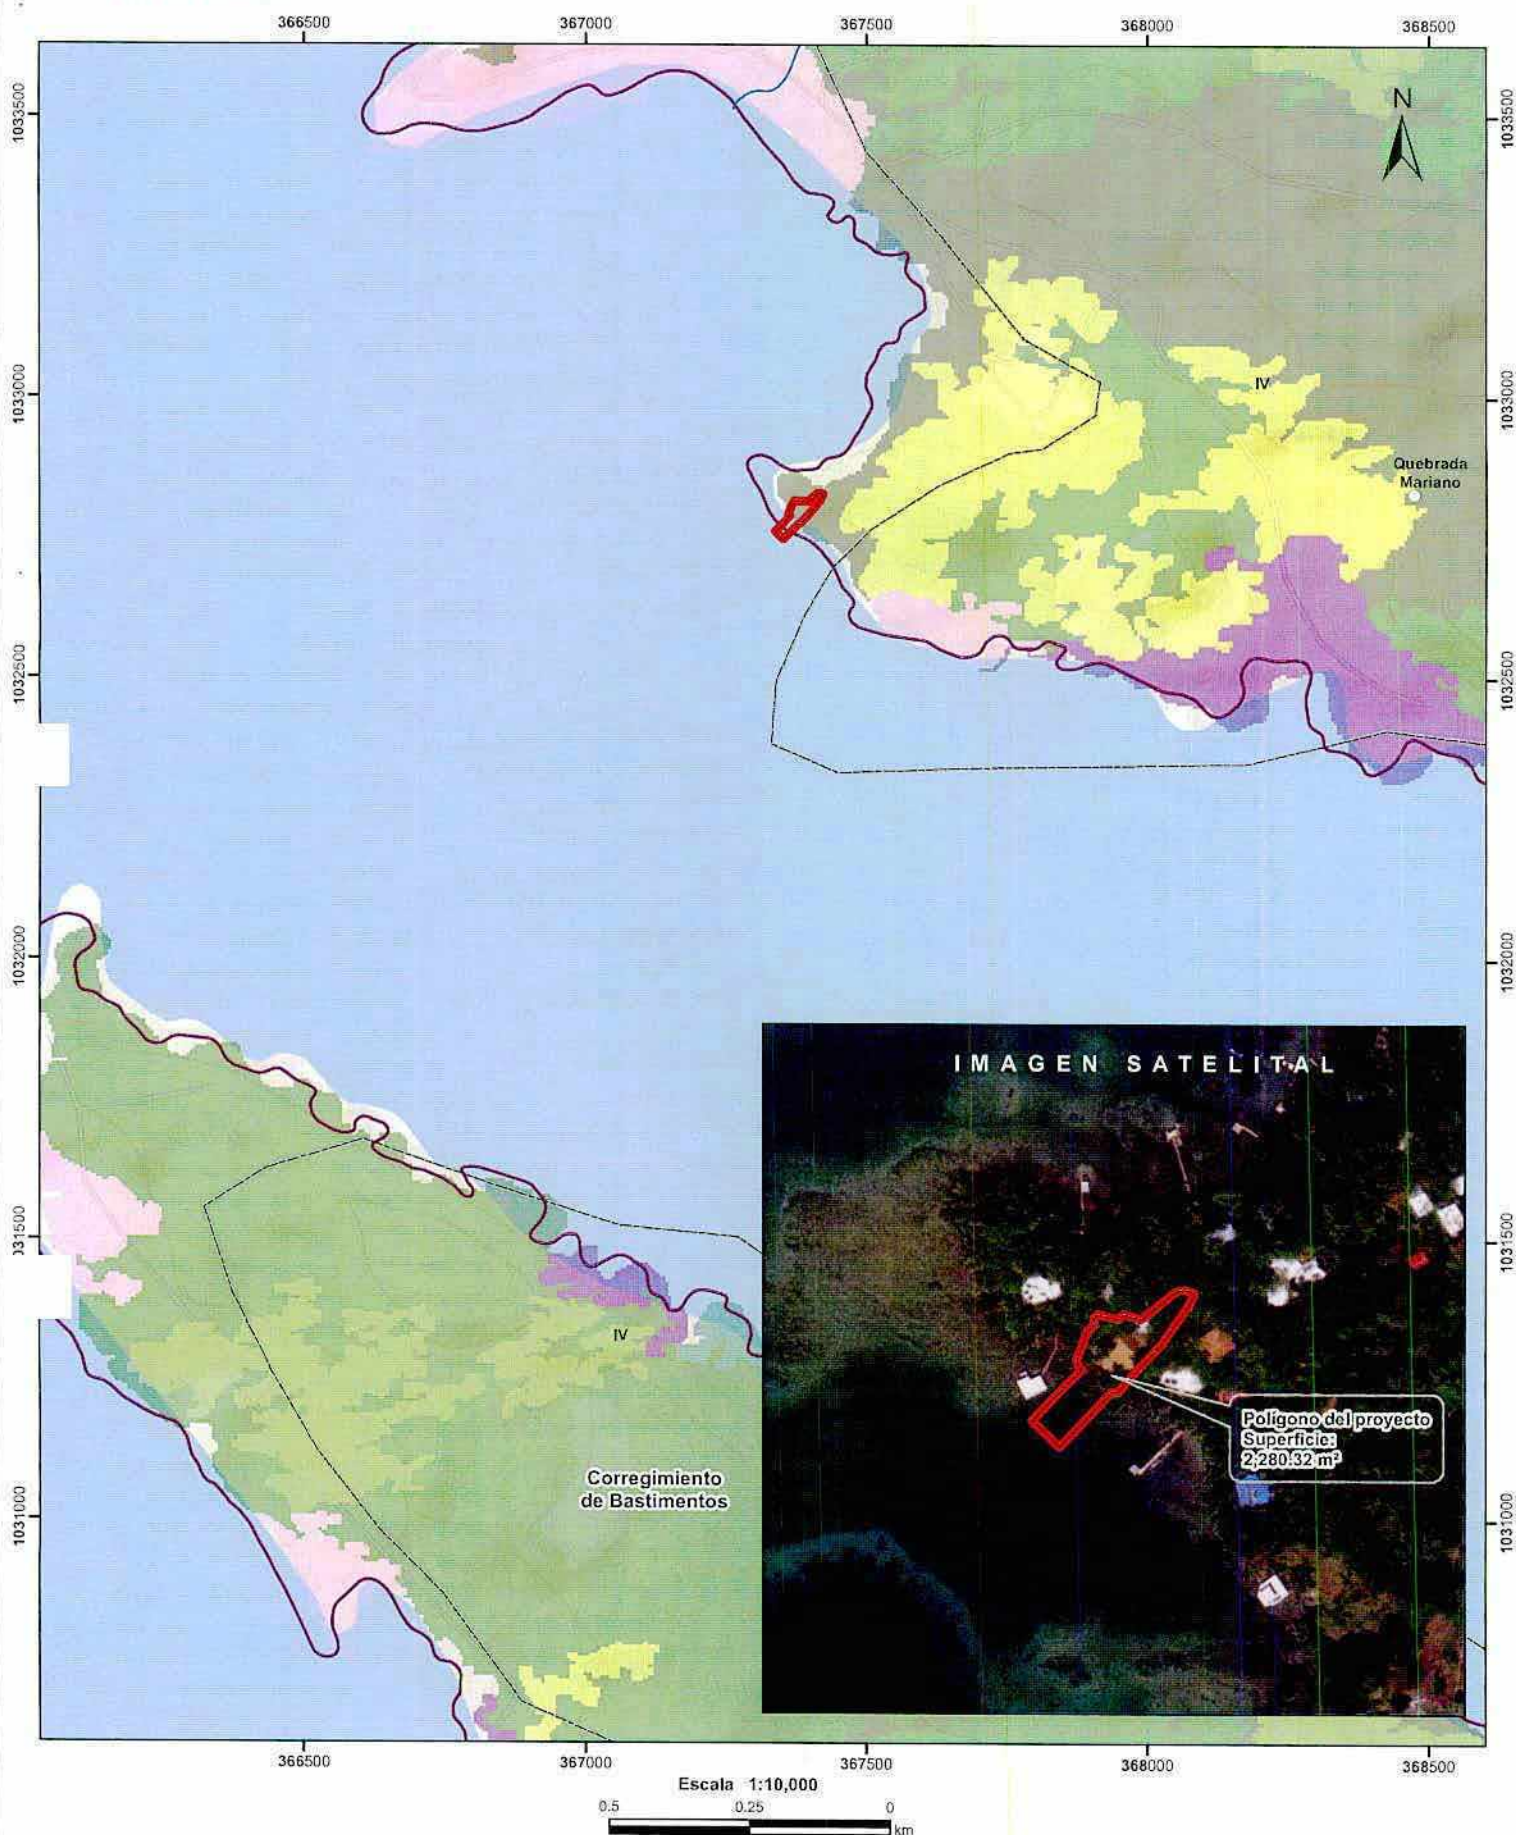 366500
367000
367500
368000
368500
1033500
1033500
N
1033000
1033000
IV
Quebrada
Mariano
1032500
1032500
1032000
1032000
IMAGEN SATELITAL
331500
1031500
IV
Polígono del proyecto
Superficie:
2,280.32 m²
Corregimiento
de Bastimentos
1031000
1031000
366500
367000
367500
368000
368500
Escala 1:10,000
0.5
0.25
0
km